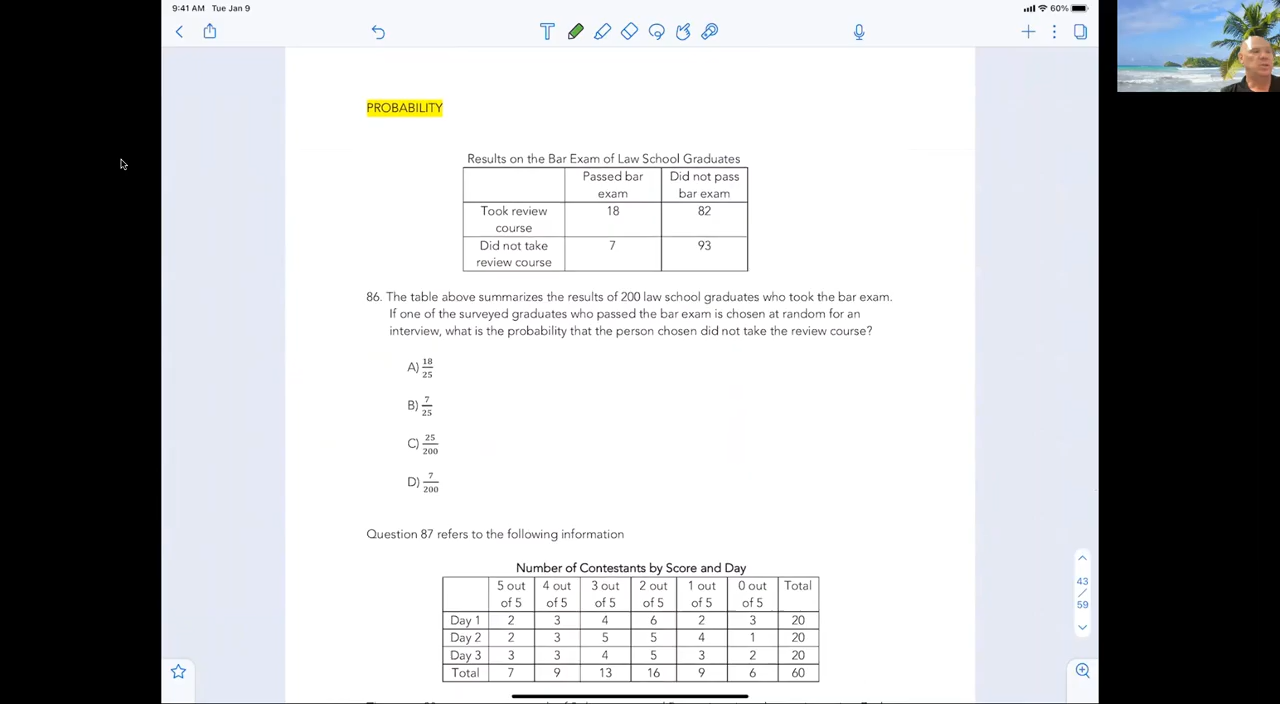 9:41 AM Tue Jan 9
60%
PROBABILITY
Results on the Bar Exam of Law School Graduates
Passed bar exam Did not pass bar exam
Took review course 18 82
Did not take review course 7 93
86. The table above summarizes the results of 200 law school graduates who took the bar exam.
If one of the surveyed graduates who passed the bar exam is chosen at random for an
interview, what is the probability that the person chosen did not take the review course?
A) 18/25
B) 7/25
C) 25/200
D) 7/200
Question 87 refers to the following information
Number of Contestants by Score and Day
5 out of 5 4 out of 5 3 out of 5 2 out of 5 1 out of 5 0 out of 5 Total
Day 1 2 3 4 6 2 3 20
Day 2 2 3 5 5 4 1 20
Day 3 3 3 4 5 3 2 20
Total 7 9 13 16 9 6 60
43
/
59